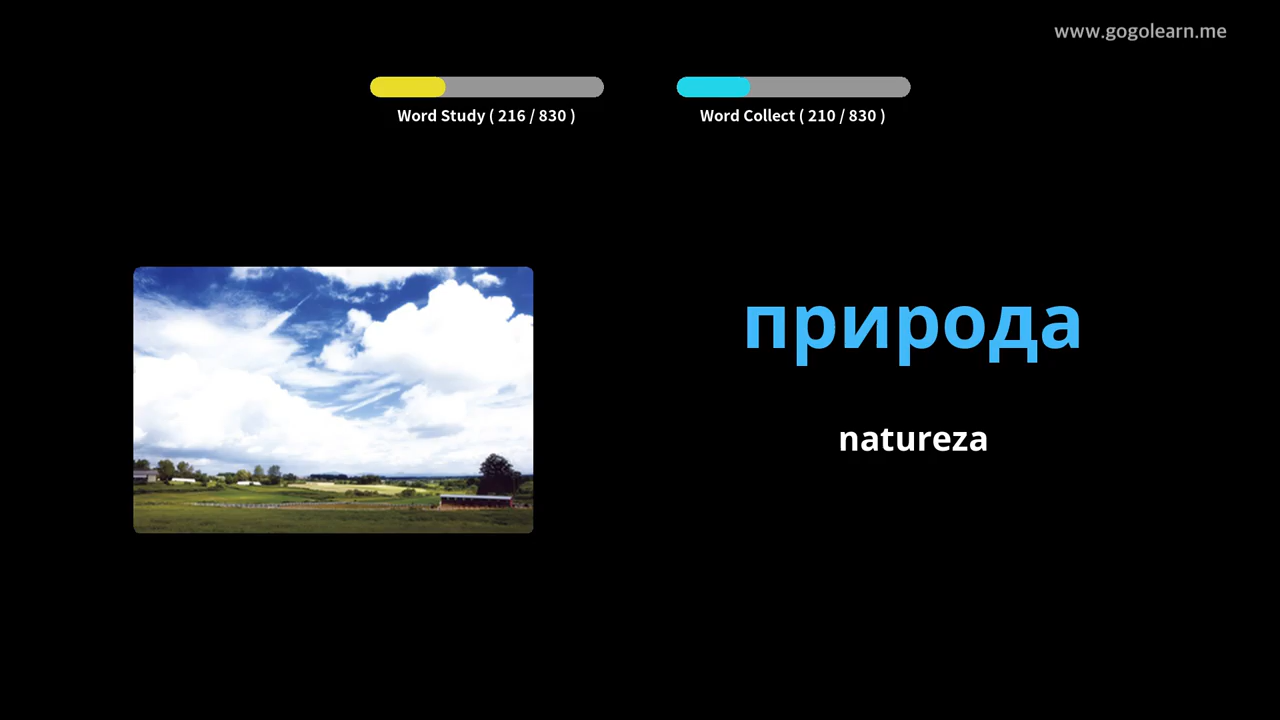 www.gogolearn.me
Word Study ( 216 / 830 )
Word Collect ( 210 / 830 )
природа
natureza